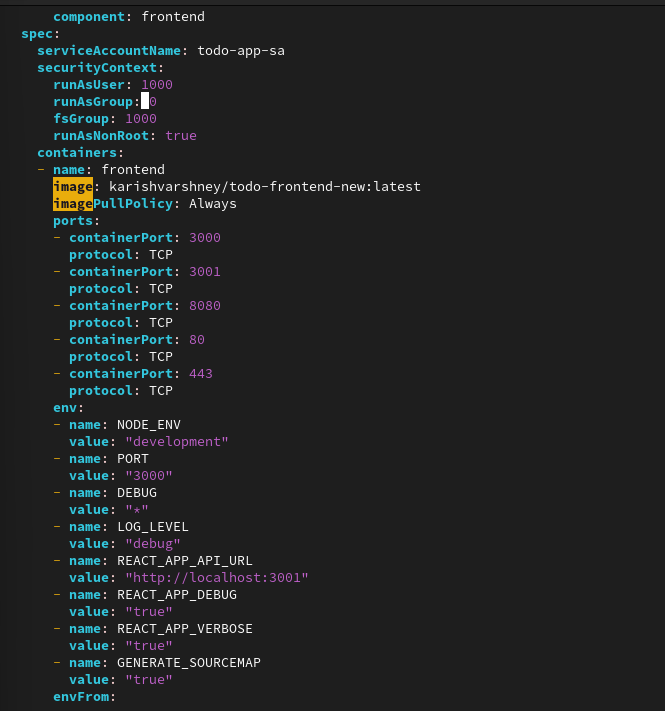 component: frontend
spec:
serviceAccountName: todo-app-sa
securityContext:
runAsUser: 1000
runAsGroup: 0
fsGroup: 1000
runAsNonRoot: true
containers:
- name: frontend
image: karishvarshney/todo-frontend-new:latest
imagePullPolicy: Always
ports:
- containerPort: 3000
protocol: TCP
- containerPort: 3001
protocol: TCP
- containerPort: 8080
protocol: TCP
- containerPort: 80
protocol: TCP
- containerPort: 443
protocol: TCP
env:
- name: NODE_ENV
value: "development"
- name: PORT
value: "3000"
- name: DEBUG
value: "*"
- name: LOG_LEVEL
value: "debug"
- name: REACT_APP_API_URL
value: "http://localhost:3001"
- name: REACT_APP_DEBUG
value: "true"
- name: REACT_APP_VERBOSE
value: "true"
- name: GENERATE_SOURCEMAP
value: "true"
envFrom: